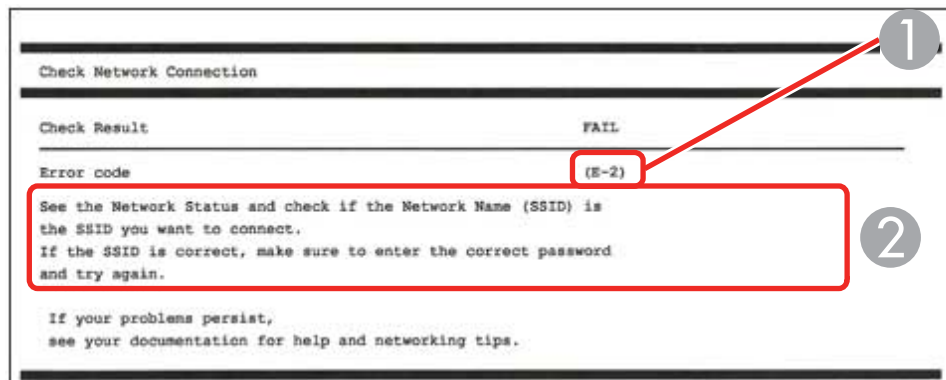 1
Check Network Connection
Check Result FAIL
Error code (E-2)
See the Network Status and check if the Network Name (SSID) is
the SSID you want to connect.
If the SSID is correct, make sure to enter the correct password
and try again.
2
If your problems persist,
see your documentation for help and networking tips.